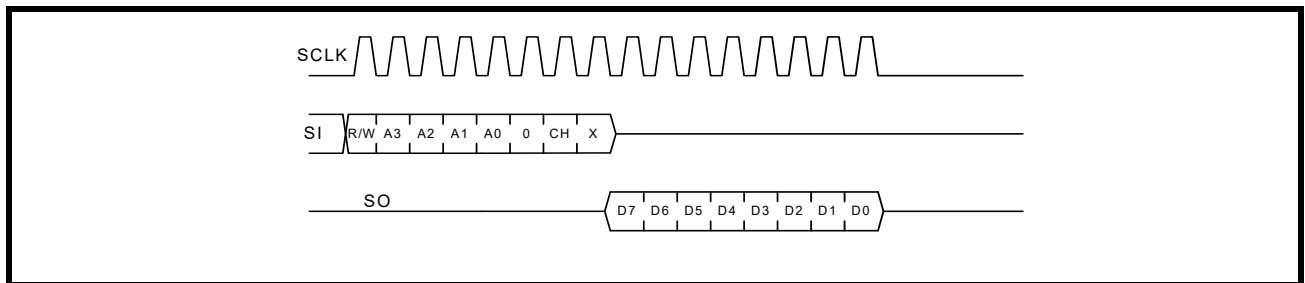 SCLK
SI R/W A3 A2 A1 A0 0 CH X
SO D7 D6 D5 D4 D3 D2 D1 D0